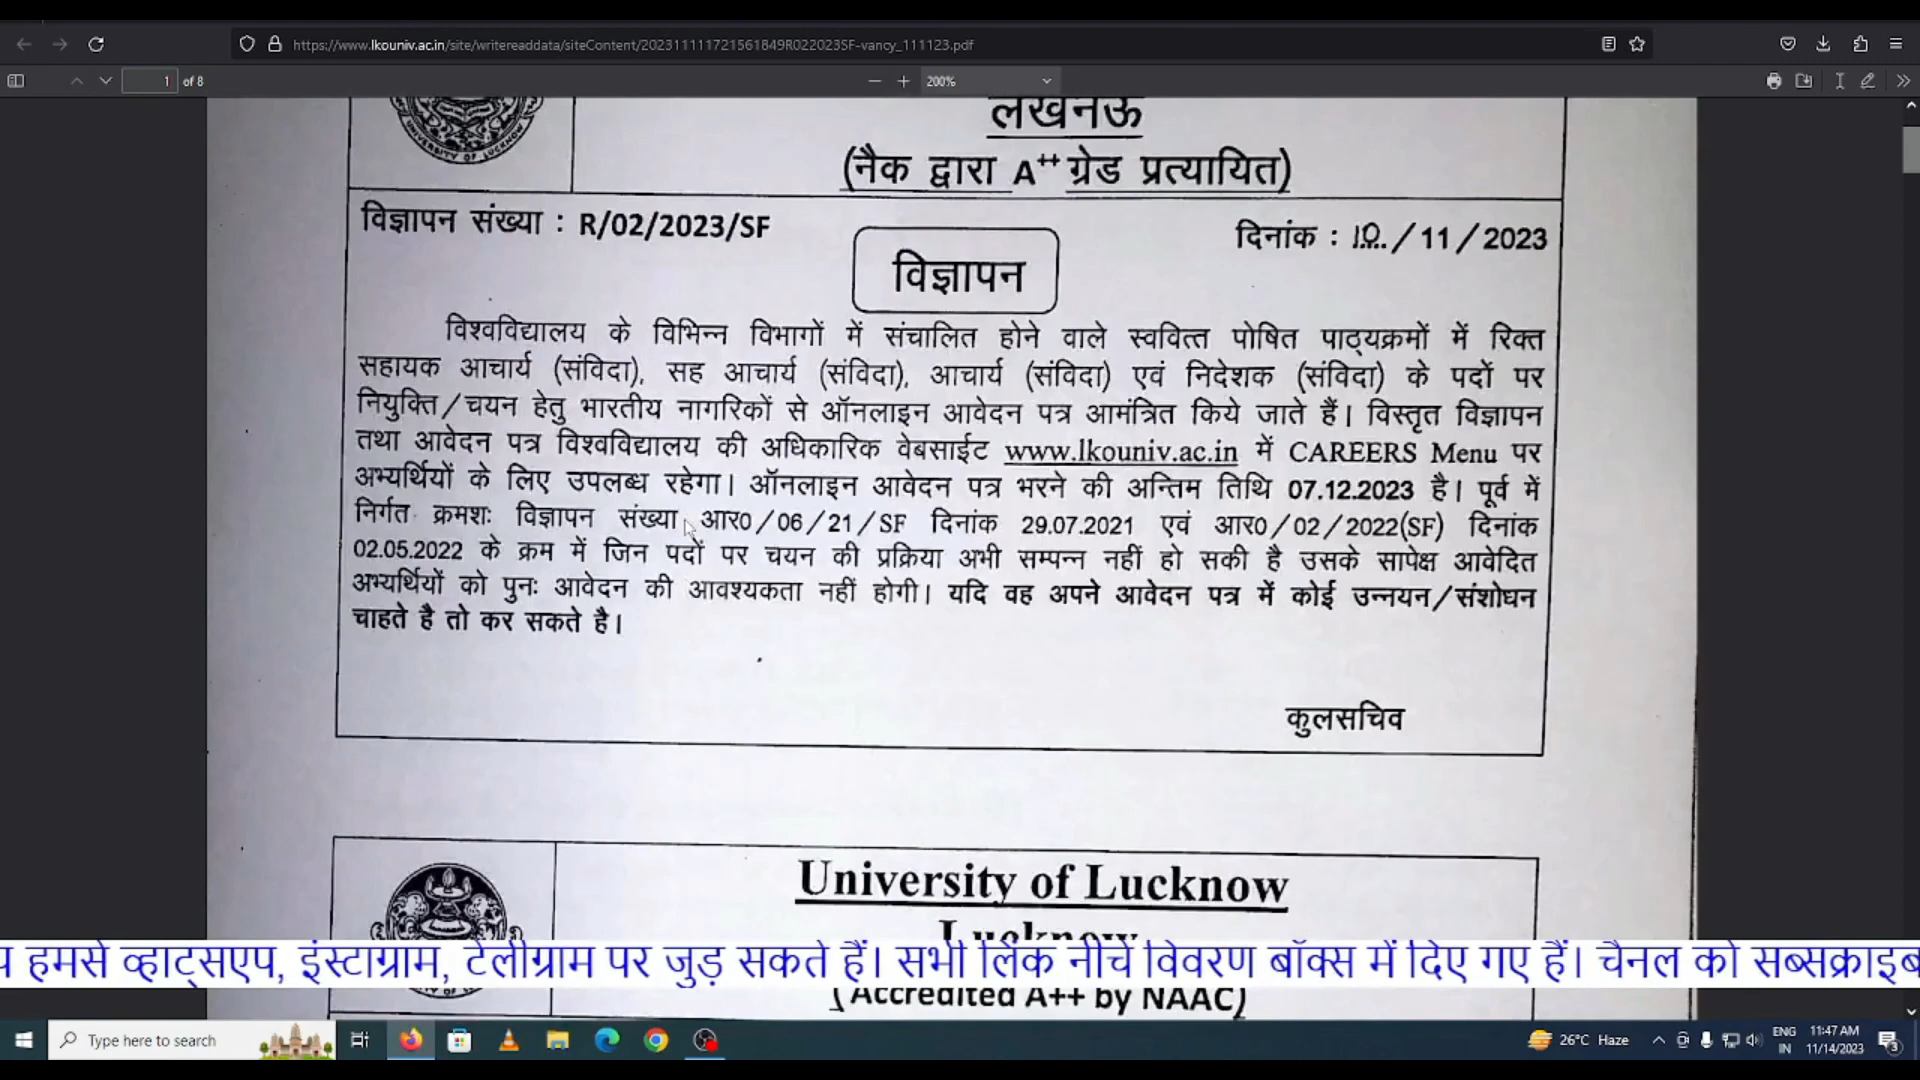 https://www.lkouniv.ac.in/site/writereaddata/siteContent/202311111721561849R022023SF-vancy_111123.pdf
1 of 8
200%
UNIVERSITY OF LUCKNOW
लखनऊ
(नैक द्वारा A++ ग्रेड प्रत्यायित)
विज्ञापन संख्या : R/02/2023/SF
दिनांक : 10../11/2023
विज्ञापन
विश्वविद्यालय के विभिन्न विभागों में संचालित होने वाले स्ववित्त पोषित पाठ्यक्रमों में रिक्त
सहायक आचार्य (संविदा), सह आचार्य (संविदा), आचार्य (संविदा) एवं निदेशक (संविदा) के पदों पर
नियुक्ति/चयन हेतु भारतीय नागरिकों से ऑनलाइन आवेदन पत्र आमंत्रित किये जाते हैं। विस्तृत विज्ञापन
तथा आवेदन पत्र विश्वविद्यालय की अधिकारिक वेबसाईट www.lkouniv.ac.in में CAREERS Menu पर
अभ्यर्थियों के लिए उपलब्ध रहेगा। ऑनलाइन आवेदन पत्र भरने की अन्तिम तिथि 07.12.2023 है। पूर्व में
निर्गत क्रमशः विज्ञापन संख्या आर0/06/21/SF दिनांक 29.07.2021 एवं आर0/02/2022(SF) दिनांक
02.05.2022 के क्रम में जिन पदों पर चयन की प्रक्रिया अभी सम्पन्न नहीं हो सकी है उसके सापेक्ष आवेदित
अभ्यर्थियों को पुनः आवेदन की आवश्यकता नहीं होगी। यदि वह अपने आवेदन पत्र में कोई उन्नयन/संशोधन
चाहते है तो कर सकते है।
कुलसचिव
University of Lucknow
Lucknow
हमसे व्हाट्सएप, इंस्टाग्राम, टेलीग्राम पर जुड़ सकते हैं। सभी लिंक नीचे विवरण बॉक्स में दिए गए हैं। चैनल को सब्सक्राइब
(Accredited A++ by NAAC)
Type here to search
26°C Haze
ENG
IN
11:47 AM
11/14/2023
3